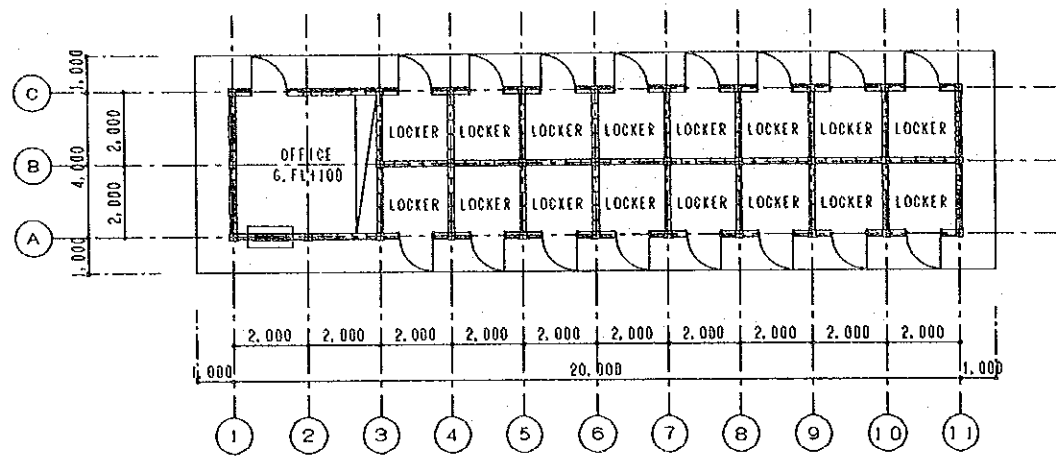 1,000
C
2,000
LOCKER LOCKER LOCKER LOCKER LOCKER LOCKER LOCKER LOCKER
OFFICE
B
4,000
G.FL+100
2,000
LOCKER LOCKER LOCKER LOCKER LOCKER LOCKER LOCKER LOCKER
A
1,000
2,000 2,000 2,000 2,000 2,000 2,000 2,000 2,000 2,000 2,000
1,000 20,000 1,000
1 2 3 4 5 6 7 8 9 10 11